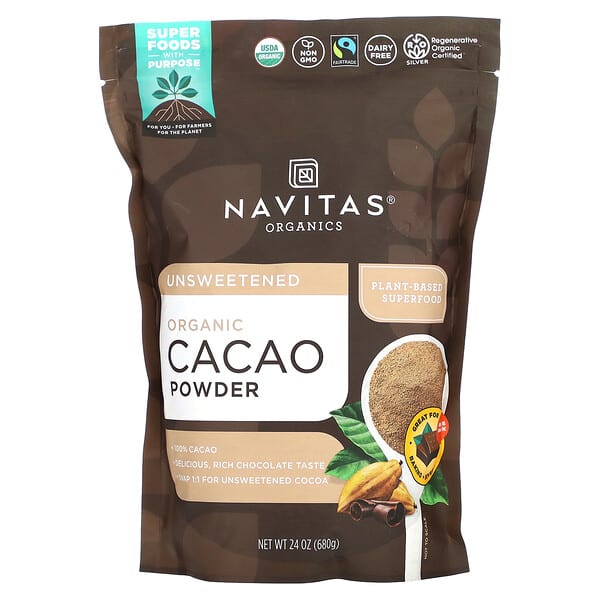 SUPER
FOODS
WITH
PURPOSE
FOR YOU • FOR FARMERS
FOR THE PLANET
USDA
ORGANIC
NON
GMO
FAIRTRADE
DAIRY
FREE
SILVER
Regenerative
Organic
Certified
NAVITAS®
ORGANICS
UNSWEETENED
PLANT-BASED
SUPERFOOD
ORGANIC
CACAO
POWDER
• 100% CACAO
• DELICIOUS, RICH CHOCOLATE TASTE
• SWAP 1:1 FOR UNSWEETENED COCOA
GREAT FOR
BAKING
NOT TO SCALE
NET WT 24 OZ (680g)